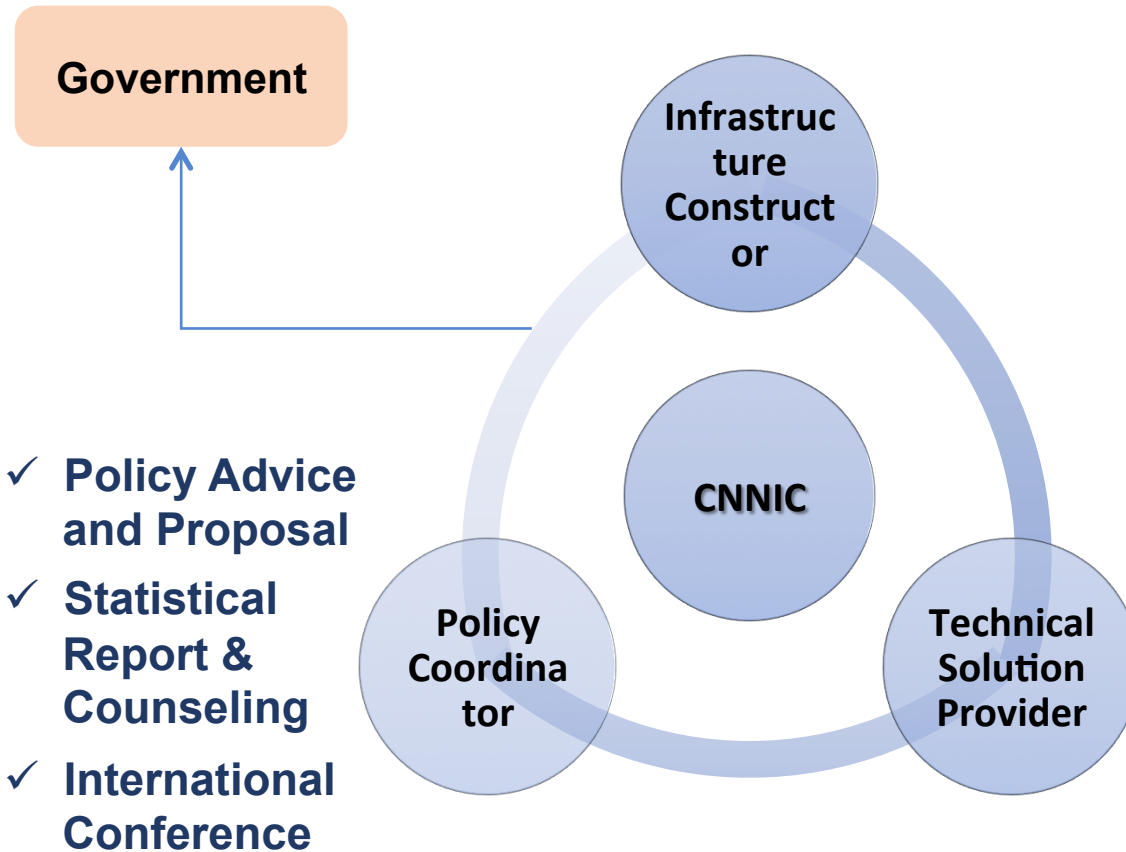 Government
Infrastruc
ture
Construct
or
CNNIC
✓ Policy Advice
and Proposal
✓ Statistical
Report &
Counseling
✓ International
Conference
Policy
Coordina
tor
Technical
Solution
Provider